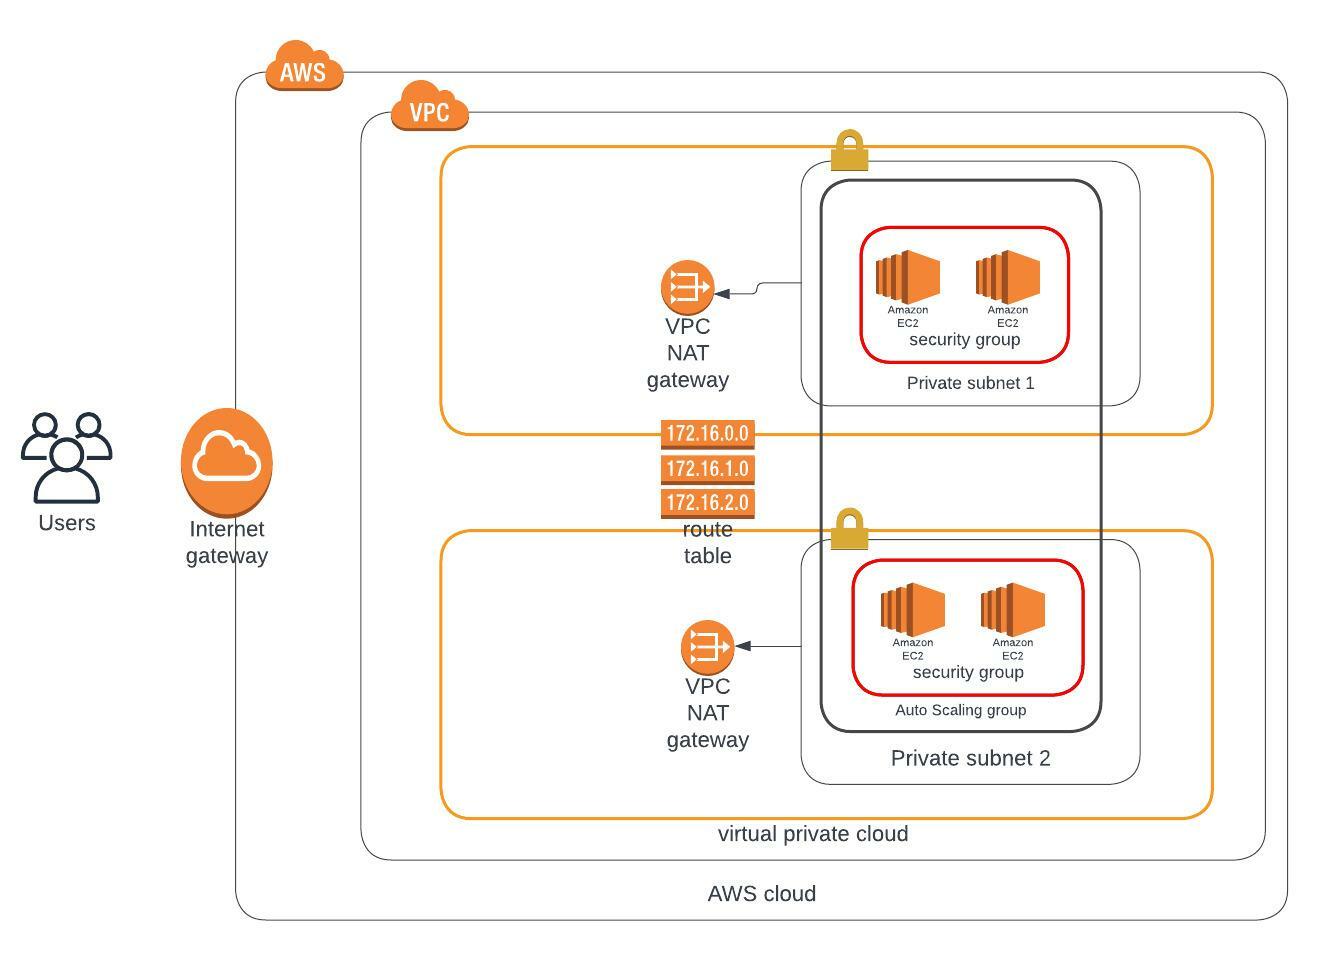 AWS
VPC
Amazon
EC2
Amazon
EC2
security group
Private subnet 1
VPC
NAT
gateway
172.16.0.0
172.16.1.0
172.16.2.0
route
table
Users
Internet
gateway
Amazon
EC2
Amazon
EC2
security group
Auto Scaling group
VPC
NAT
gateway
Private subnet 2
virtual private cloud
AWS cloud